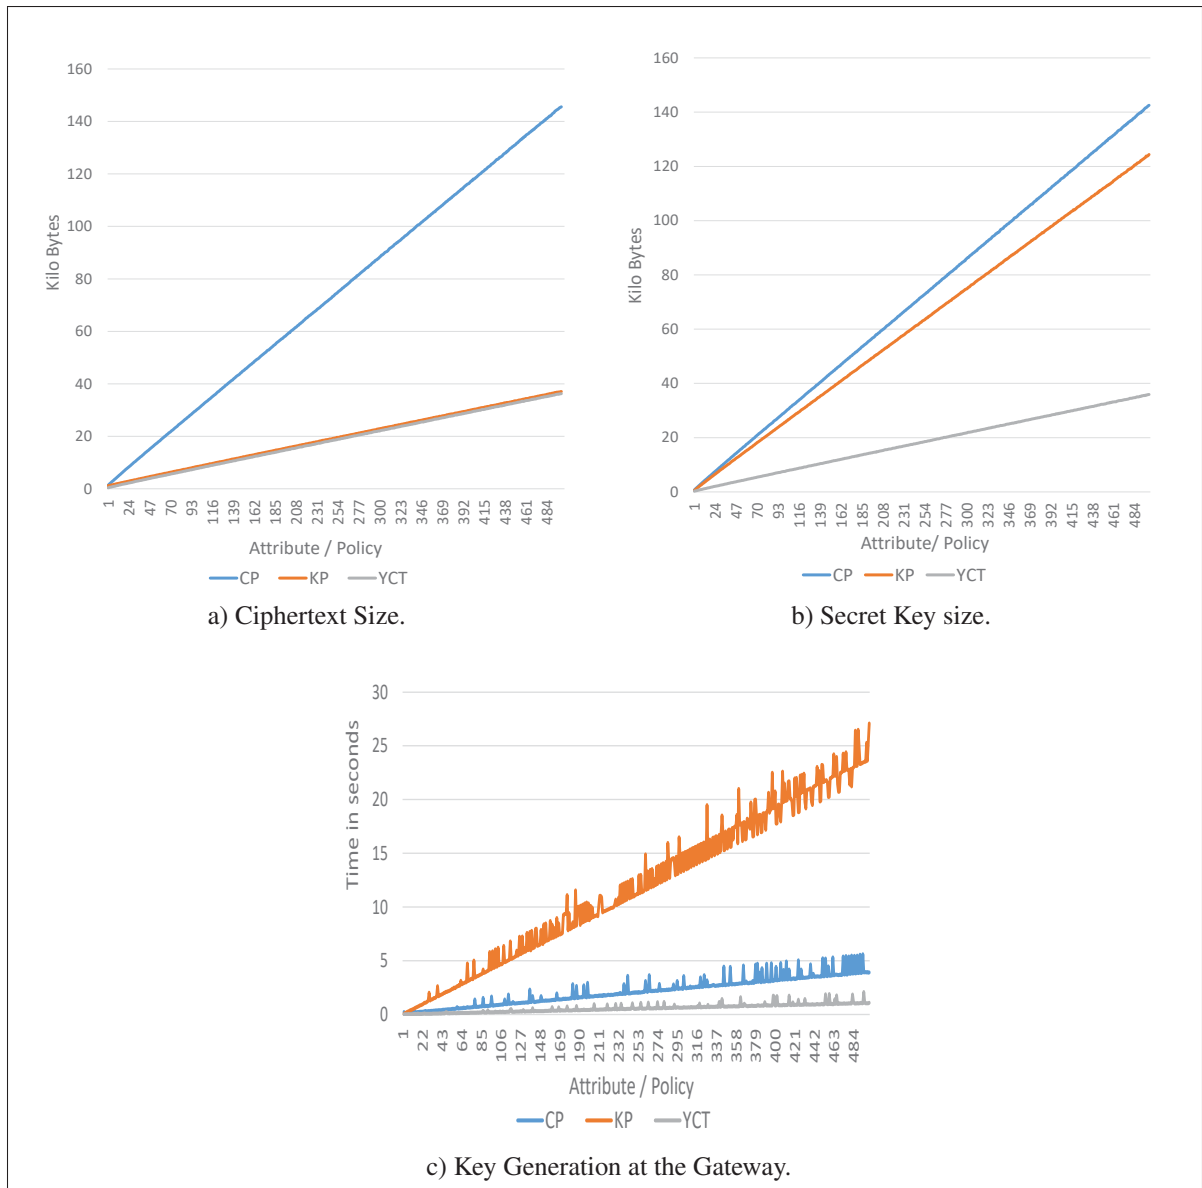 160
140
120
100
80
60
40
20
0
Kilo Bytes
1 24 47 70 93 116 139 162 185 208 231 254 277 300 323 346 369 392 415 438 461 484
Attribute / Policy
CP KP YCT
a) Ciphertext Size.
160
140
120
100
80
60
40
20
0
Kilo Bytes
1 24 47 70 93 116 139 162 185 208 231 254 277 300 323 346 369 392 415 438 461 484
Attribute/ Policy
CP KP YCT
b) Secret Key size.
30
25
20
15
10
5
0
Time in seconds
1 22 43 64 85 106 127 148 169 190 211 232 253 274 295 316 337 358 379 400 421 442 463 484
Attribute / Policy
CP KP YCT
c) Key Generation at the Gateway.